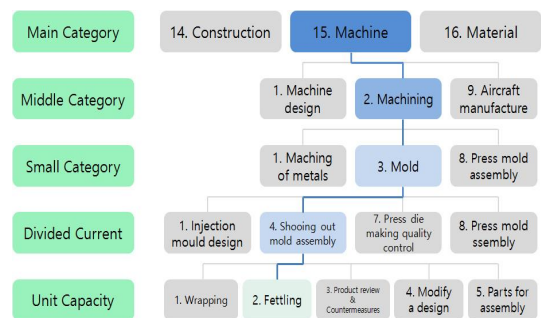 Main Category
14. Construction
15. Machine
16. Material
Middle Category
1. Machine
design
2. Machining
9. Aircraft
manufacture
Small Category
1. Maching
of metals
3. Mold
8. Press mold
assembly
Divided Current
1. Injection
mould design
4. Shooing out
mold assembly
7. Press die
making quality
control
8. Press mold
ssembly
Unit Capacity
1. Wrapping
2. Fettling
3. Product review
&
Countermeasures
4. Modify
a design
5. Parts for
assembly